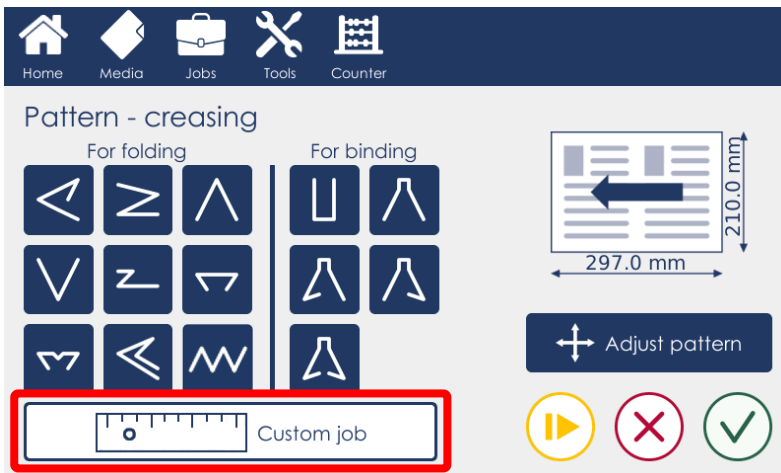 Home Media Jobs Tools Counter
Pattern - creasing
For folding For binding
210.0 mm
297.0 mm
Adjust pattern
Custom job